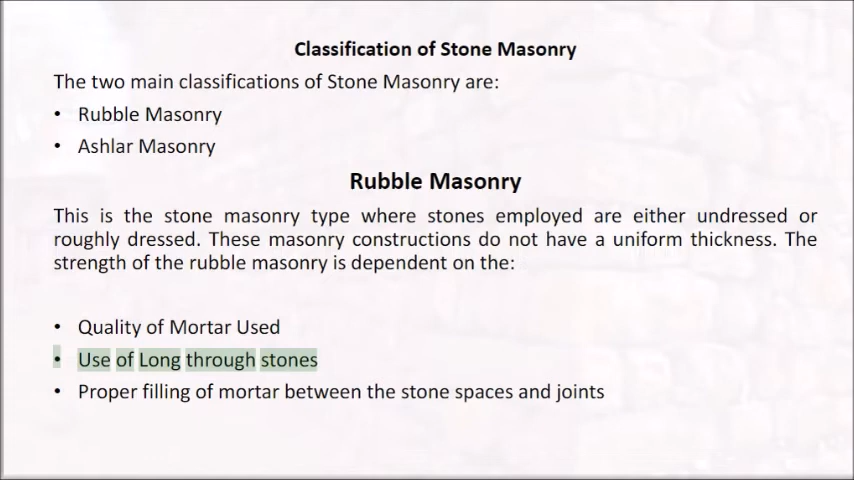 Classification of Stone Masonry
The two main classifications of Stone Masonry are:
• Rubble Masonry
• Ashlar Masonry
Rubble Masonry
This is the stone masonry type where stones employed are either undressed or
roughly dressed. These masonry constructions do not have a uniform thickness. The
strength of the rubble masonry is dependent on the:
• Quality of Mortar Used
• Use of Long through stones
• Proper filling of mortar between the stone spaces and joints